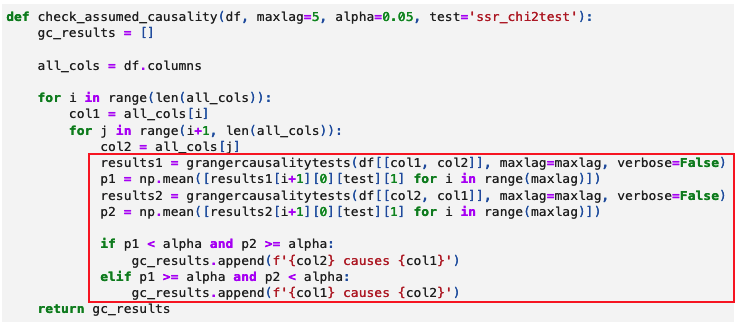 def check_assumed_causality(df, maxlag=5, alpha=0.05, test='ssr_chi2test'):
    gc_results = []

    all_cols = df.columns

    for i in range(len(all_cols)):
        col1 = all_cols[i]
        for j in range(i+1, len(all_cols)):
            col2 = all_cols[j]
            results1 = grangercausalitytests(df[[col1, col2]], maxlag=maxlag, verbose=False)
            p1 = np.mean([results1[i+1][0][test][1] for i in range(maxlag)])
            results2 = grangercausalitytests(df[[col2, col1]], maxlag=maxlag, verbose=False)
            p2 = np.mean([results2[i+1][0][test][1] for i in range(maxlag)])

            if p1 < alpha and p2 >= alpha:
                gc_results.append(f'{col2} causes {col1}')
            elif p1 >= alpha and p2 < alpha:
                gc_results.append(f'{col1} causes {col2}')
    return gc_results